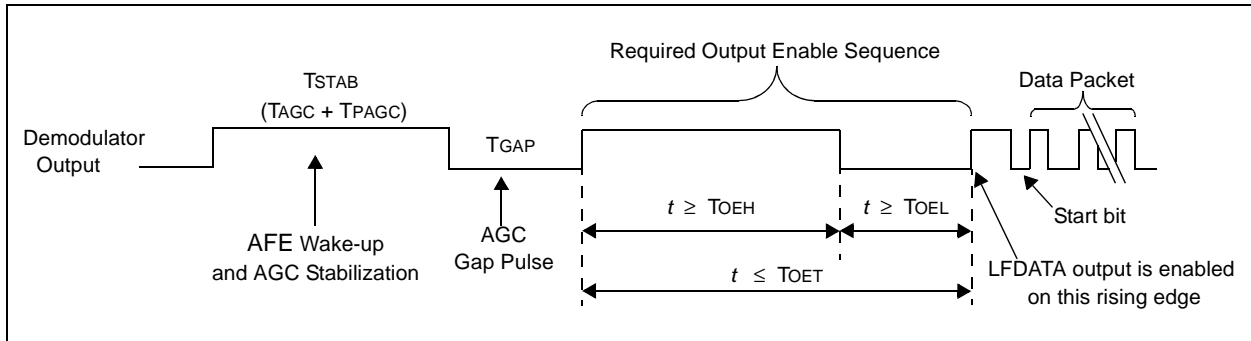 Required Output Enable Sequence
Data Packet
TSTAB
(TAGC + TPAGC)
Demodulator
Output
TGAP
t ≥ TOEH
t ≥ TOEL
Start bit
AFE Wake-up
and AGC Stabilization
AGC
Gap Pulse
t ≤ TOET
LFDATA output is enabled
on this rising edge